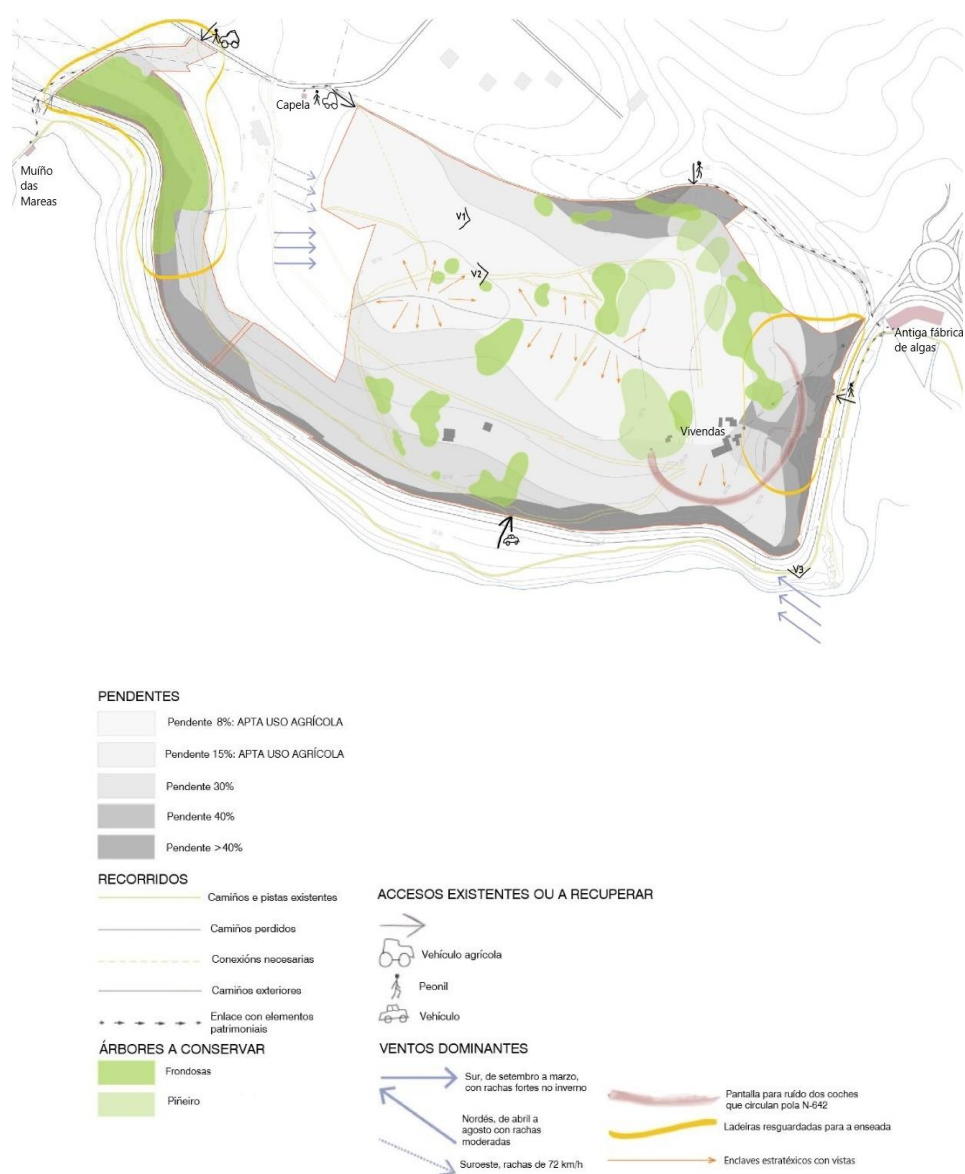 Capela
Muíño
das
Mareas
V1
V2
Antiga fábrica
de algas
Vivendas
V3
PENDENTES
Pendente 8%: APTA USO AGRÍCOLA
Pendente 15%: APTA USO AGRÍCOLA
Pendente 30%
Pendente 40%
Pendente >40%
RECORRIDOS
Camiños e pistas existentes
Camiños perdidos
Conexións necesarias
Camiños exteriores
Enlace con elementos
patrimoniais
ÁRBORES A CONSERVAR
Frondosas
Piñeiro
ACCESOS EXISTENTES OU A RECUPERAR
Vehículo agrícola
Peonil
Vehículo
VENTOS DOMINANTES
Sur, de setembro a marzo,
con rachas fortes no inverno
Nordés, de abril a
agosto con rachas
moderadas
Suroeste, rachas de 72 km/h
Pantalla para ruído dos coches
que circulan pola N-642
Ladeiras resguardadas para a enseada
Enclaves estratéxicos con vistas